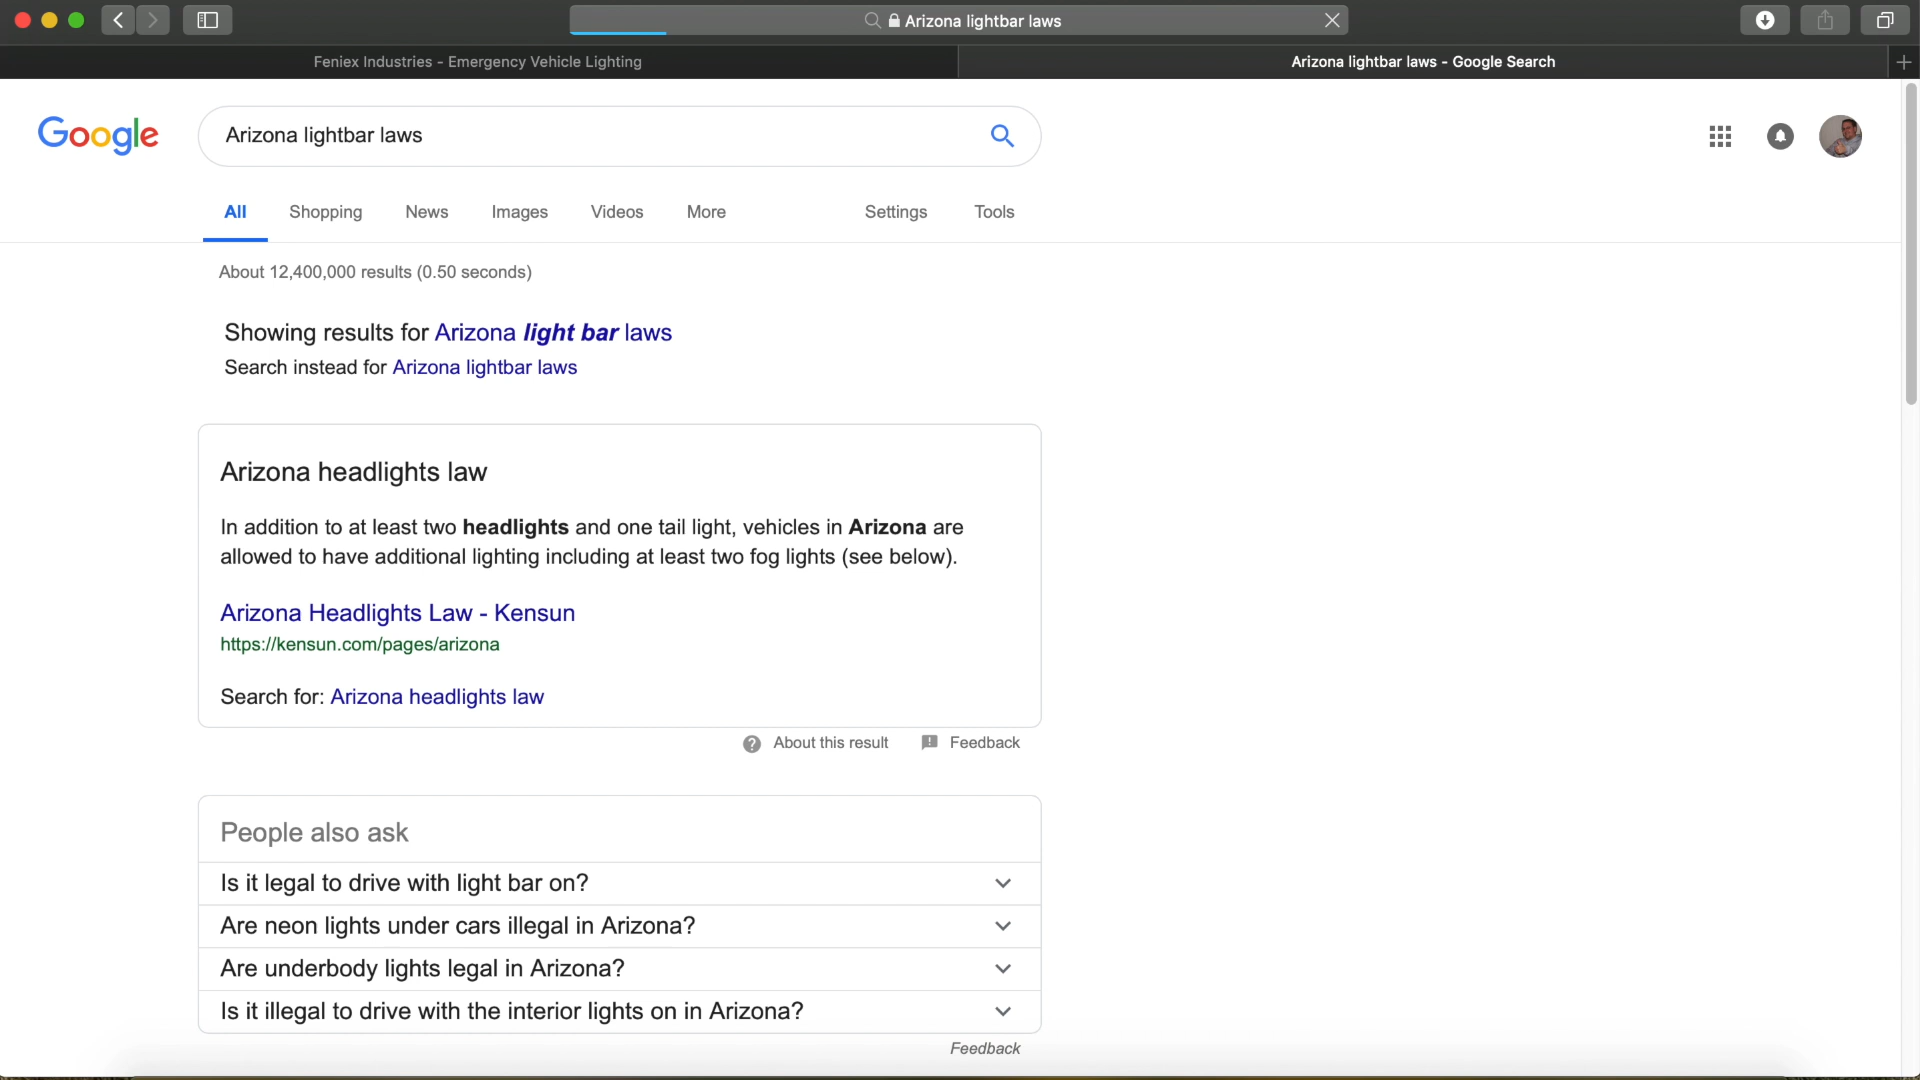 Arizona lightbar laws
Feniex Industries - Emergency Vehicle Lighting
Arizona lightbar laws - Google Search
Google
Arizona lightbar laws
All Shopping News Images Videos More Settings Tools
About 12,400,000 results (0.50 seconds)
Showing results for Arizona light bar laws
Search instead for Arizona lightbar laws
Arizona headlights law
In addition to at least two headlights and one tail light, vehicles in Arizona are
allowed to have additional lighting including at least two fog lights (see below).
Arizona Headlights Law - Kensun
https://kensun.com/pages/arizona
Search for: Arizona headlights law
About this result Feedback
People also ask
Is it legal to drive with light bar on?
Are neon lights under cars illegal in Arizona?
Are underbody lights legal in Arizona?
Is it illegal to drive with the interior lights on in Arizona?
Feedback